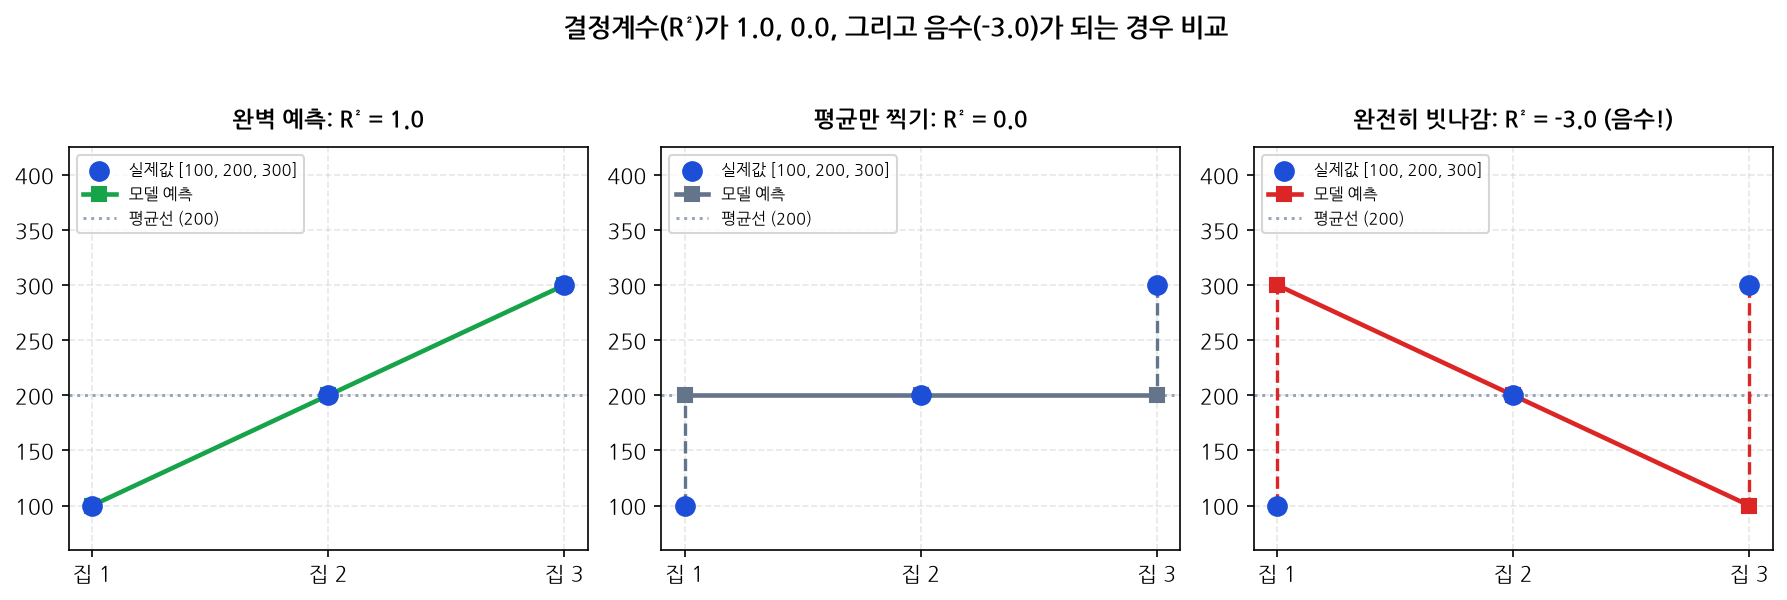 결정계수(R²)가 1.0, 0.0, 그리고 음수(-3.0)가 되는 경우 비교
완벽 예측: R² = 1.0
실제값 [100, 200, 300]
모델 예측
평균선 (200)
400
350
300
250
200
150
100
집 1
집 2
집 3
평균만 찍기: R² = 0.0
실제값 [100, 200, 300]
모델 예측
평균선 (200)
400
350
300
250
200
150
100
집 1
집 2
집 3
완전히 빗나감: R² = -3.0 (음수!)
실제값 [100, 200, 300]
모델 예측
평균선 (200)
400
350
300
250
200
150
100
집 1
집 2
집 3